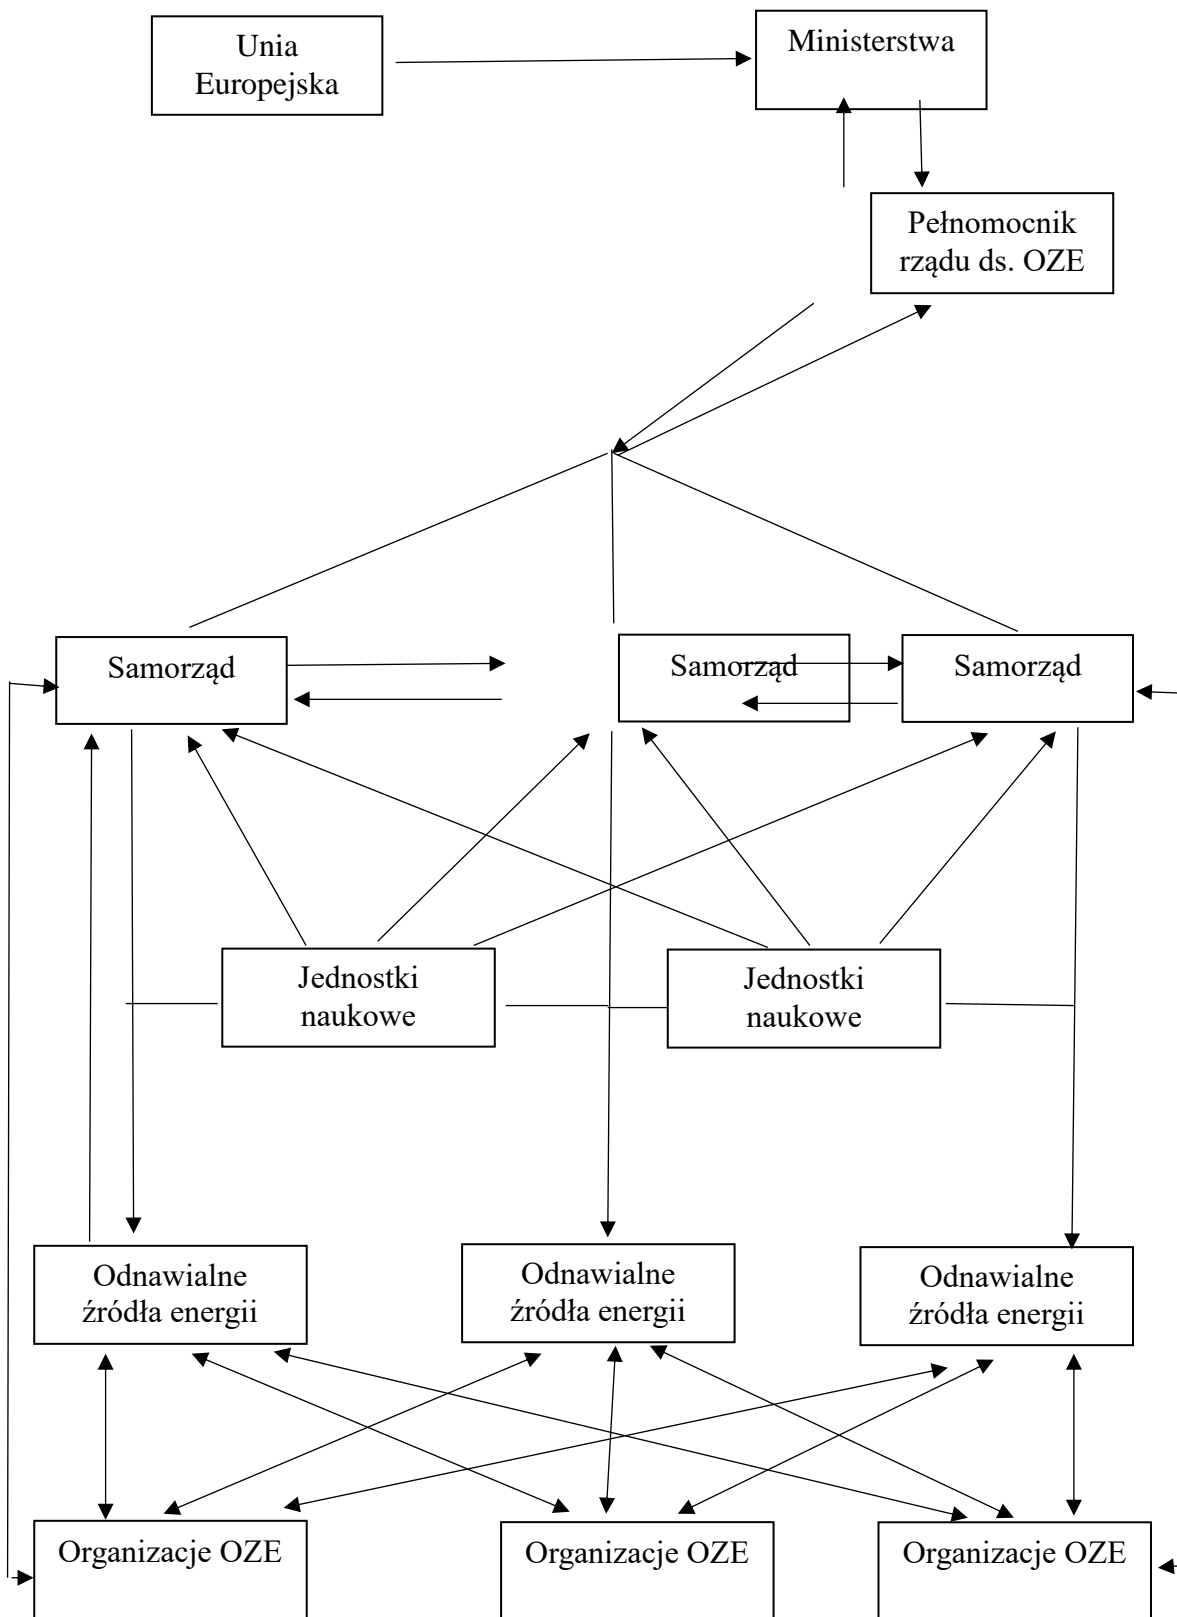 Unia
Europejska
Ministerstwa
Pełnomocnik
rządu ds. OZE
Samorząd
Samorząd
Samorząd
Jednostki
naukowe
Jednostki
naukowe
Odnawialne
źródła energii
Odnawialne
źródła energii
Odnawialne
źródła energii
Organizacje OZE
Organizacje OZE
Organizacje OZE